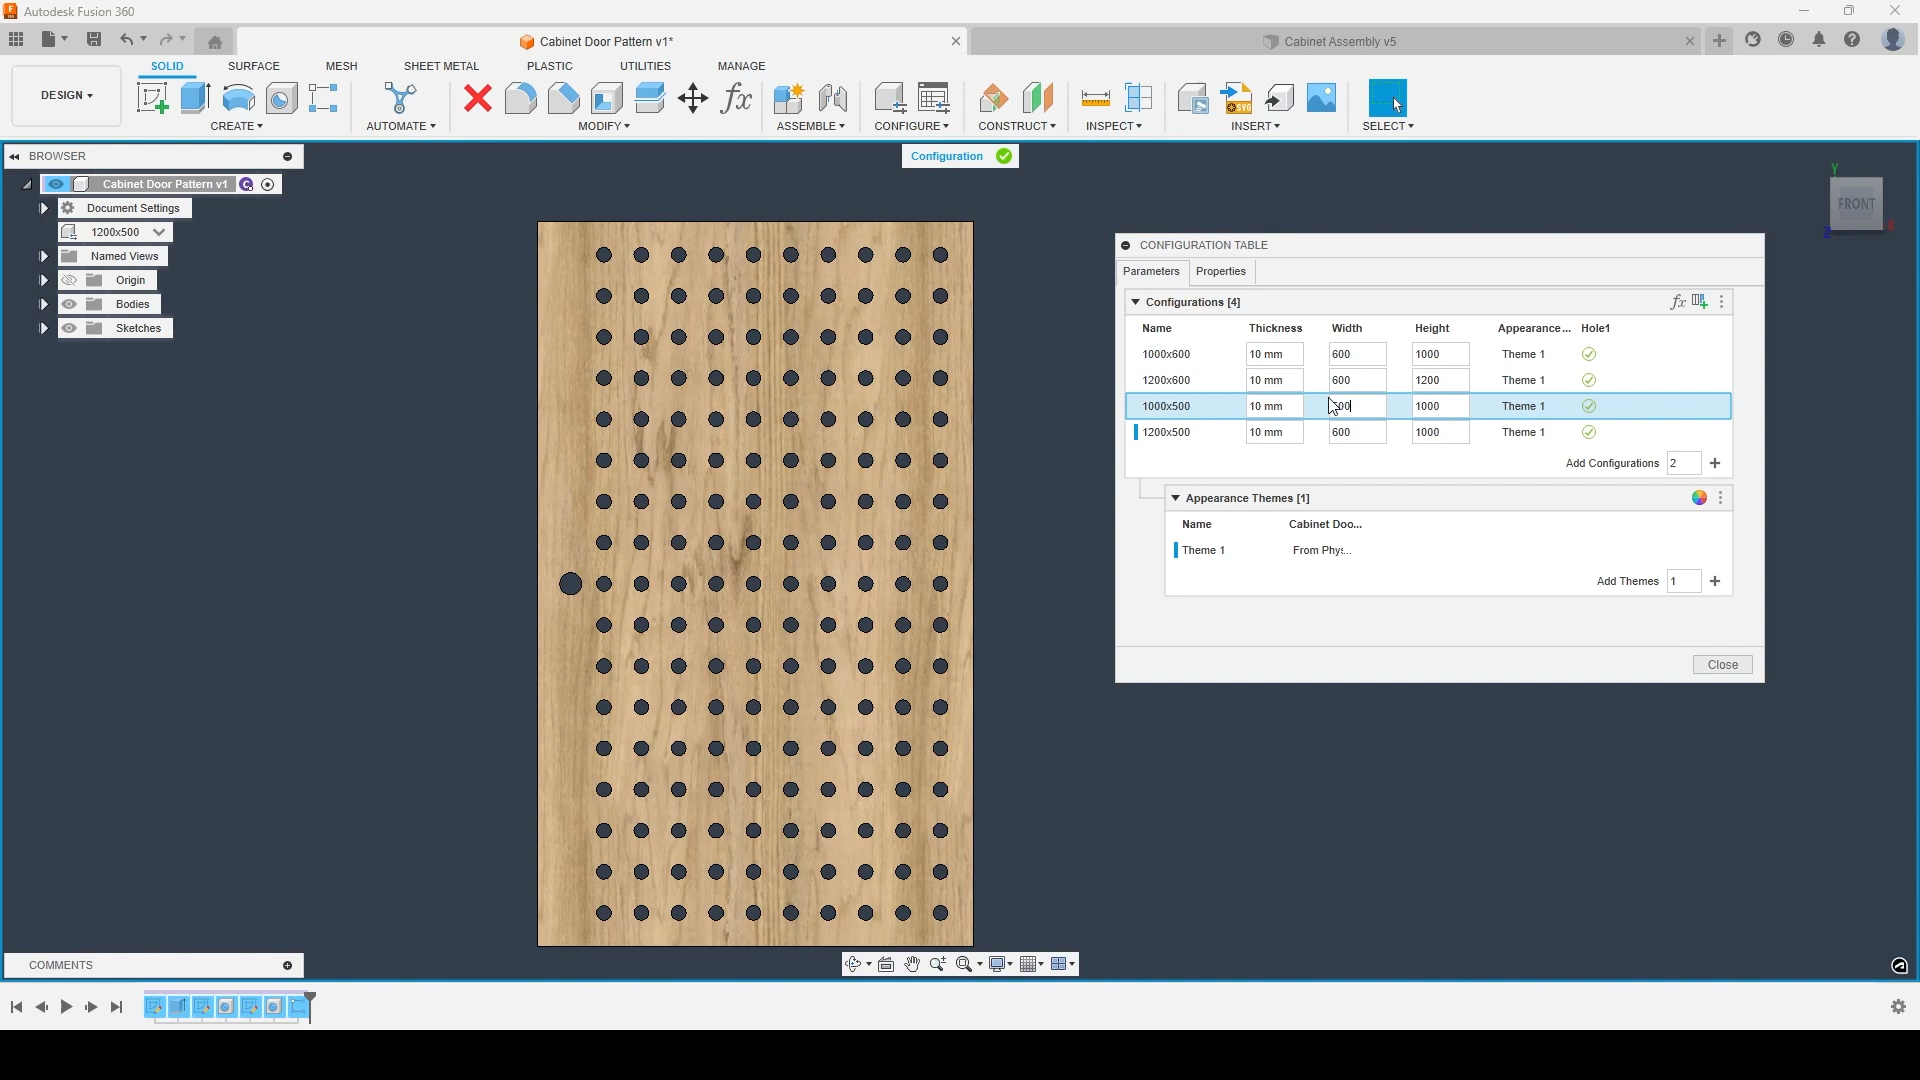 Autodesk Fusion 360
Cabinet Door Pattern v1*
Cabinet Assembly v5
DESIGN
SOLID SURFACE MESH SHEET METAL PLASTIC UTILITIES MANAGE
CREATE AUTOMATE MODIFY ASSEMBLE CONFIGURE CONSTRUCT INSPECT INSERT SELECT
BROWSER
Cabinet Door Pattern v1
Document Settings
1200x500
Named Views
Origin
Bodies
Sketches
Configuration
FRONT
Y
CONFIGURATION TABLE
Parameters Properties
Configurations [4]
Name Thickness Width Height Appearance... Hole1
1000x600 10 mm 600 1000 Theme 1
1200x600 10 mm 600 1200 Theme 1
1000x500 10 mm 1000 Theme 1
1200x500 10 mm 600 1000 Theme 1
Add Configurations 2
Appearance Themes [1]
Name Cabinet Doo...
Theme 1 From Phy...
Add Themes 1
Close
COMMENTS